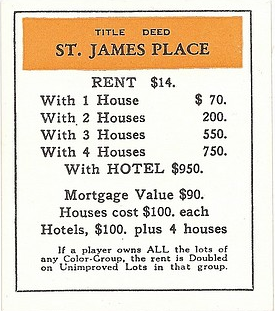 TITLE DEED
ST. JAMES PLACE
RENT $14.
With 1 House $ 70.
With 2 Houses 200.
With 3 Houses 550.
With 4 Houses 750.
With HOTEL $950.
Mortgage Value $90.
Houses cost $100. each
Hotels, $100. plus 4 houses
If a player owns ALL the lots of
any Color-Group, the rent is Doubled
on Unimproved Lots in that group.